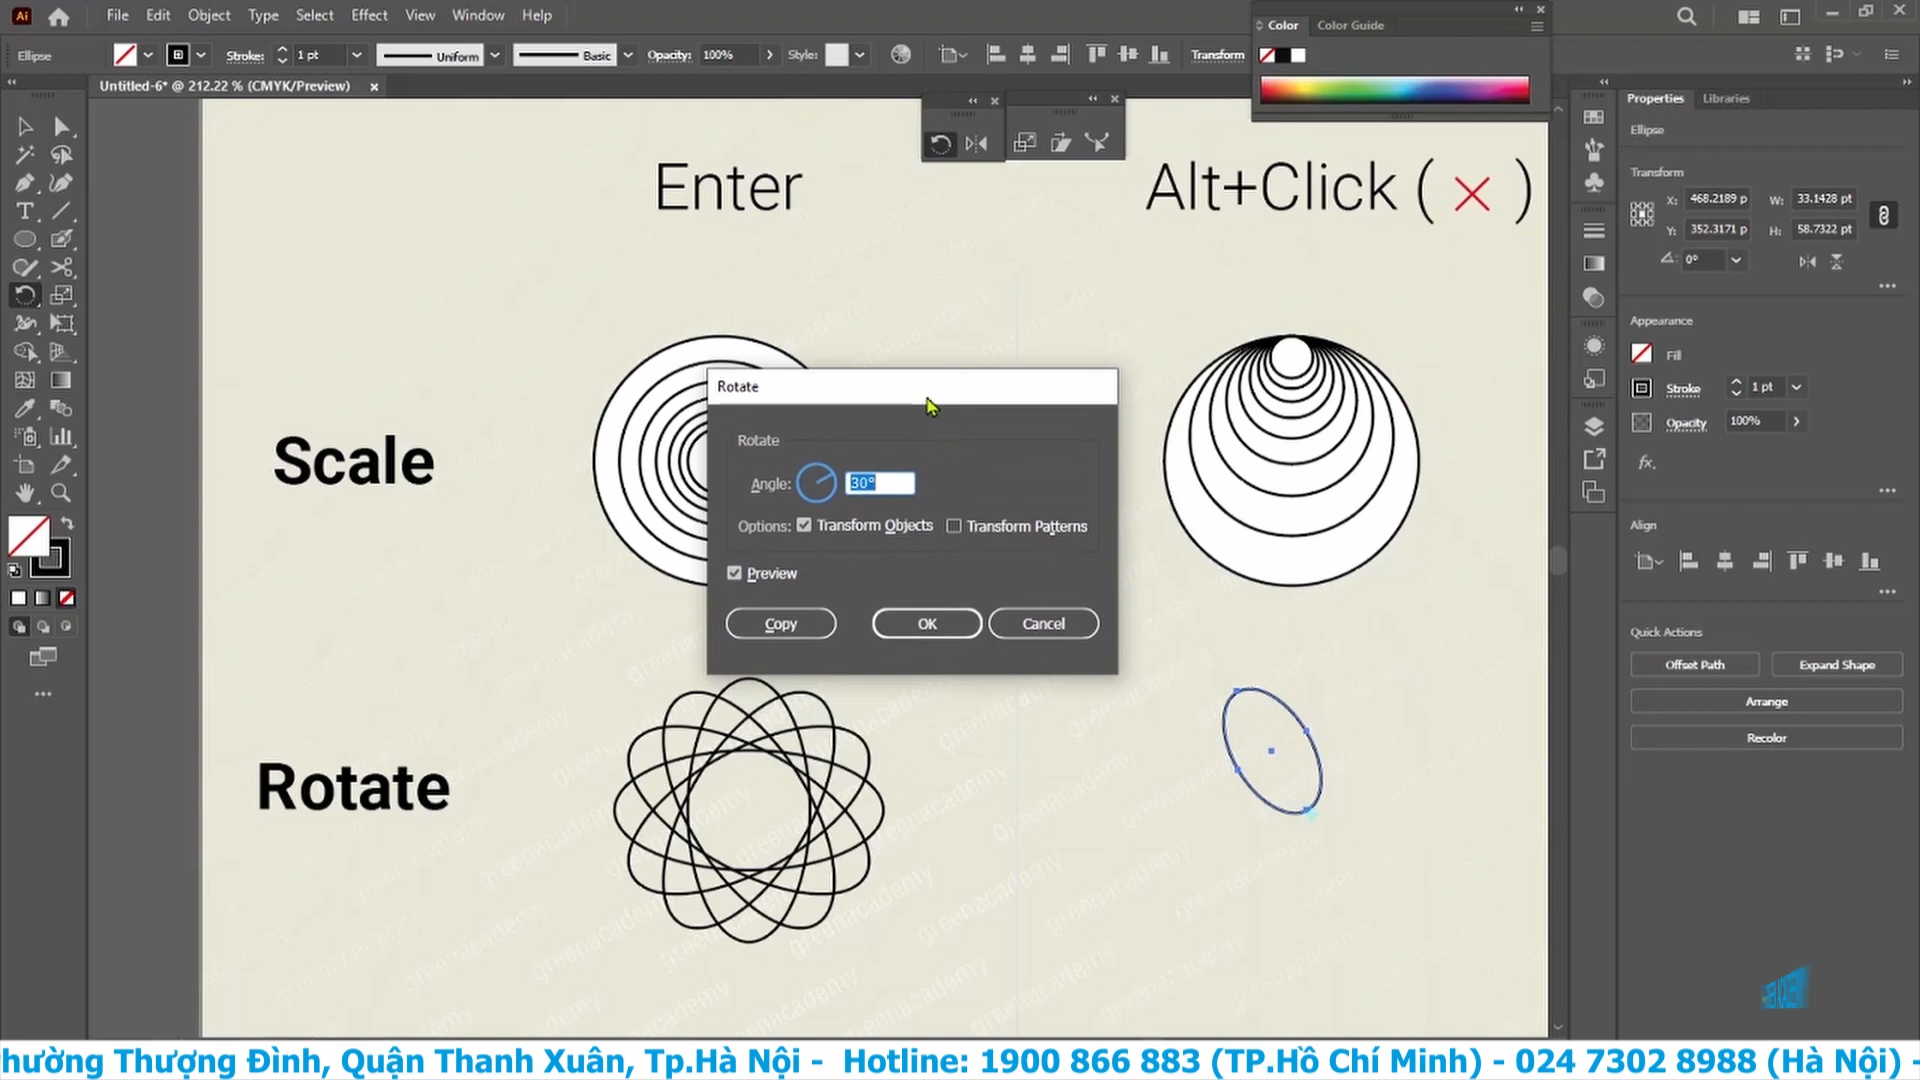 Ai File Edit Object Type Select Effect View Window Help
Ellipse Stroke: 1 pt Uniform Basic Opacity: 100% Style: Transform
Color Color Guide
Untitled-6* @ 212.22 % (CMYK/Preview)
Properties Libraries
Ellipse
Transform
X: 468.2189 p W: 33.1428 pt
Y: 352.3171 p H: 58.7322 pt
0°
Appearance
Fill
Stroke 1 pt
Opacity 100%
fx.
Align
Quick Actions
Offset Path Expand Shape
Arrange
Recolor
Enter
Alt+Click ( × )
Scale
Rotate
Rotate
Rotate
Angle: 30°
Options: Transform Objects Transform Patterns
Preview
Copy OK Cancel
greenacademy
hường Thượng Đình, Quận Thanh Xuân, Tp.Hà Nội - Hotline: 1900 866 883 (TP.Hồ Chí Minh) - 024 7302 8988 (Hà Nội) -